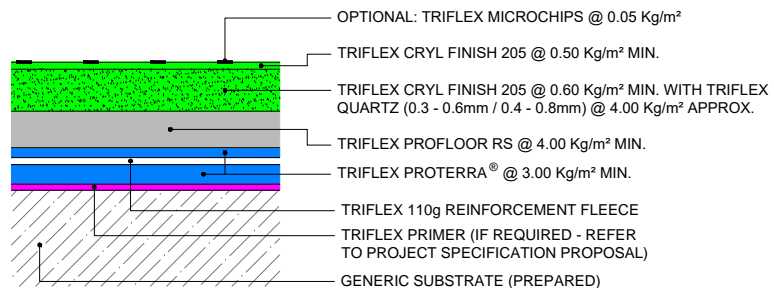 OPTIONAL: TRIFLEX MICROCHIPS @ 0.05 Kg/m²
TRIFLEX CRYL FINISH 205 @ 0.50 Kg/m² MIN.
TRIFLEX CRYL FINISH 205 @ 0.60 Kg/m² MIN. WITH TRIFLEX
QUARTZ (0.3 - 0.6mm / 0.4 - 0.8mm) @ 4.00 Kg/m² APPROX.
TRIFLEX PROFLOOR RS @ 4.00 Kg/m² MIN.
TRIFLEX PROTERRA® @ 3.00 Kg/m² MIN.
TRIFLEX 110g REINFORCEMENT FLEECE
TRIFLEX PRIMER (IF REQUIRED - REFER
TO PROJECT SPECIFICATION PROPOSAL)
GENERIC SUBSTRATE (PREPARED)